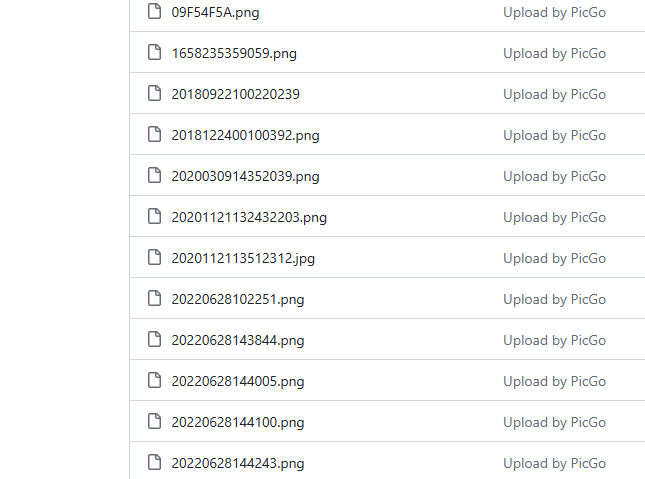 09F54F5A.png Upload by PicGo
1658235359059.png Upload by PicGo
20180922100220239 Upload by PicGo
2018122400100392.png Upload by PicGo
2020030914352039.png Upload by PicGo
20201121132432203.png Upload by PicGo
2020112113512312.jpg Upload by PicGo
20220628102251.png Upload by PicGo
20220628143844.png Upload by PicGo
20220628144005.png Upload by PicGo
20220628144100.png Upload by PicGo
20220628144243.png Upload by PicGo